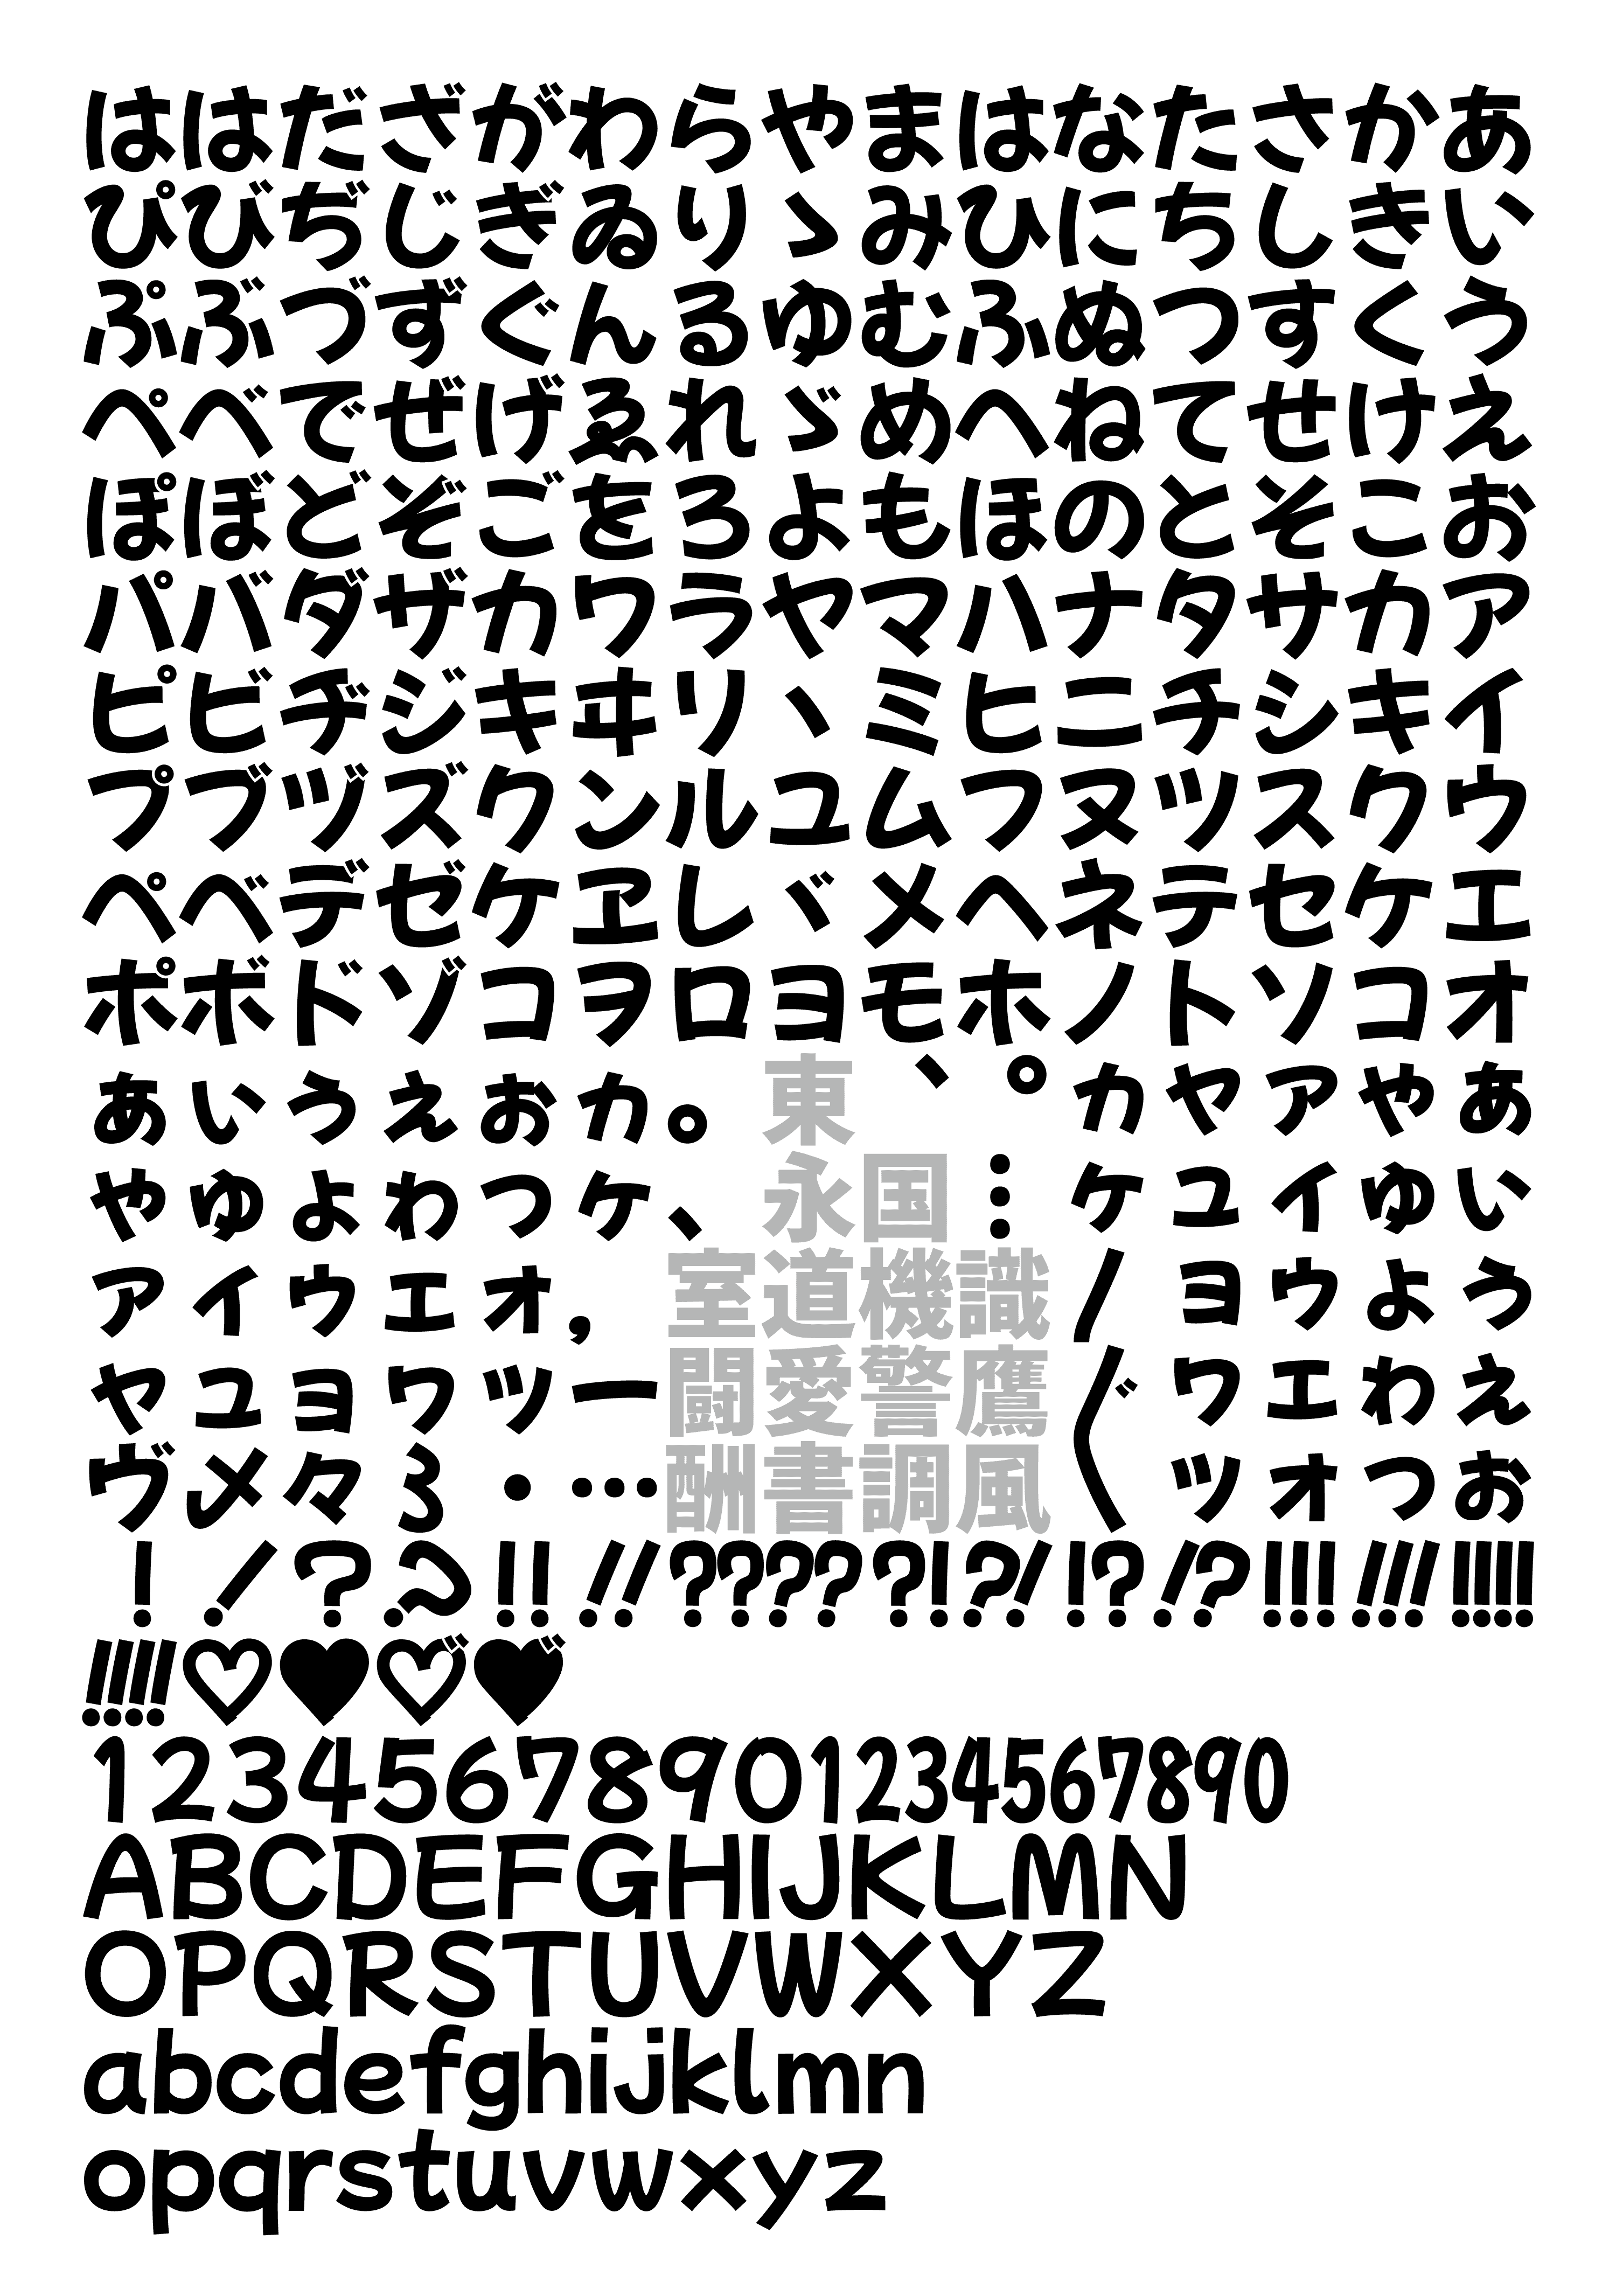 ははだざがわらやまはなたさかあ
ぴびぢじぎゐりゝみひにちしきい
ぷぶづずぐんるゆむふぬつすくう
ぺべでぜげゑれゞめへねてせけえ
ぽぼどぞごをろよもほのとそこお
パバダザカワラヤマハナタサカア
ピビヂジキヰリヽミヒニチシキイ
プブヅズクンルユムフヌツスクウ
ペベデゼケヱレヾメヘネテセケエ
ポボドゾコヲロヨモホノトソコオ
ぁぃぅぇぉヵ。東、。ヵャァゃぁ
ゃゅょゎっヶ、永国︙ヶュィゅぃ
ァィゥェォ,室道機識〳ョゥょぅ
ャュョヮッー闘愛警鷹〴ヮェゎぇ
ヴ〆々〻・…酬書調風〵ッォっぉ
! ! ? ? !! !! ?? ?? ?! ?! !? !? !!! !!! !!!!
!!!!♡♥♡゛♥゛
12345678901234567890
ABCDEFGHIJKLMN
OPQRSTUVWXYZ
abcdefghijklmn
opqrstuvwxyz